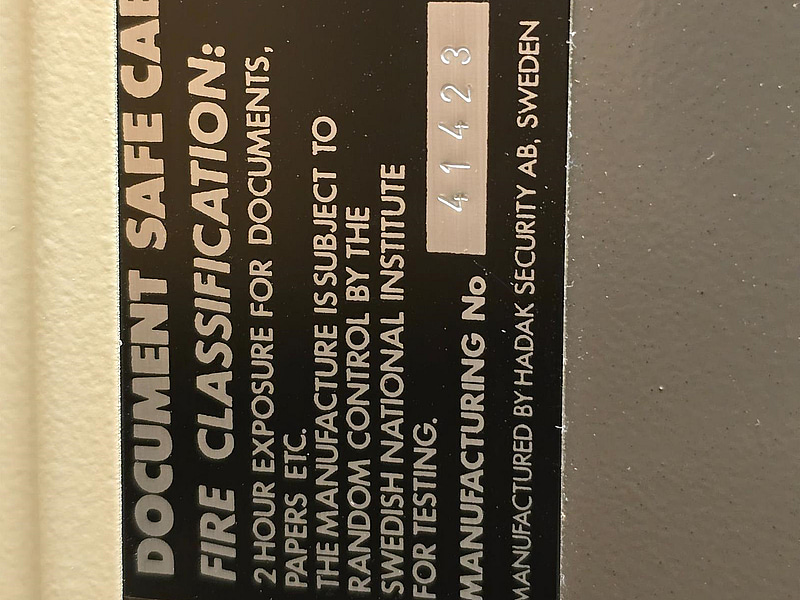 DOCUMENT SAFE
FIRE CLASSIFICATION:
2 HOUR EXPOSURE FOR DOCUMENTS,
PAPERS ETC.
THE MANUFACTURE IS SUBJECT TO
RANDOM CONTROL BY THE
SWEDISH NATIONAL INSTITUTE
FOR TESTING.
MANUFACTURING No 41423
MANUFACTURED BY HADAK SECURITY AB, SWEDEN